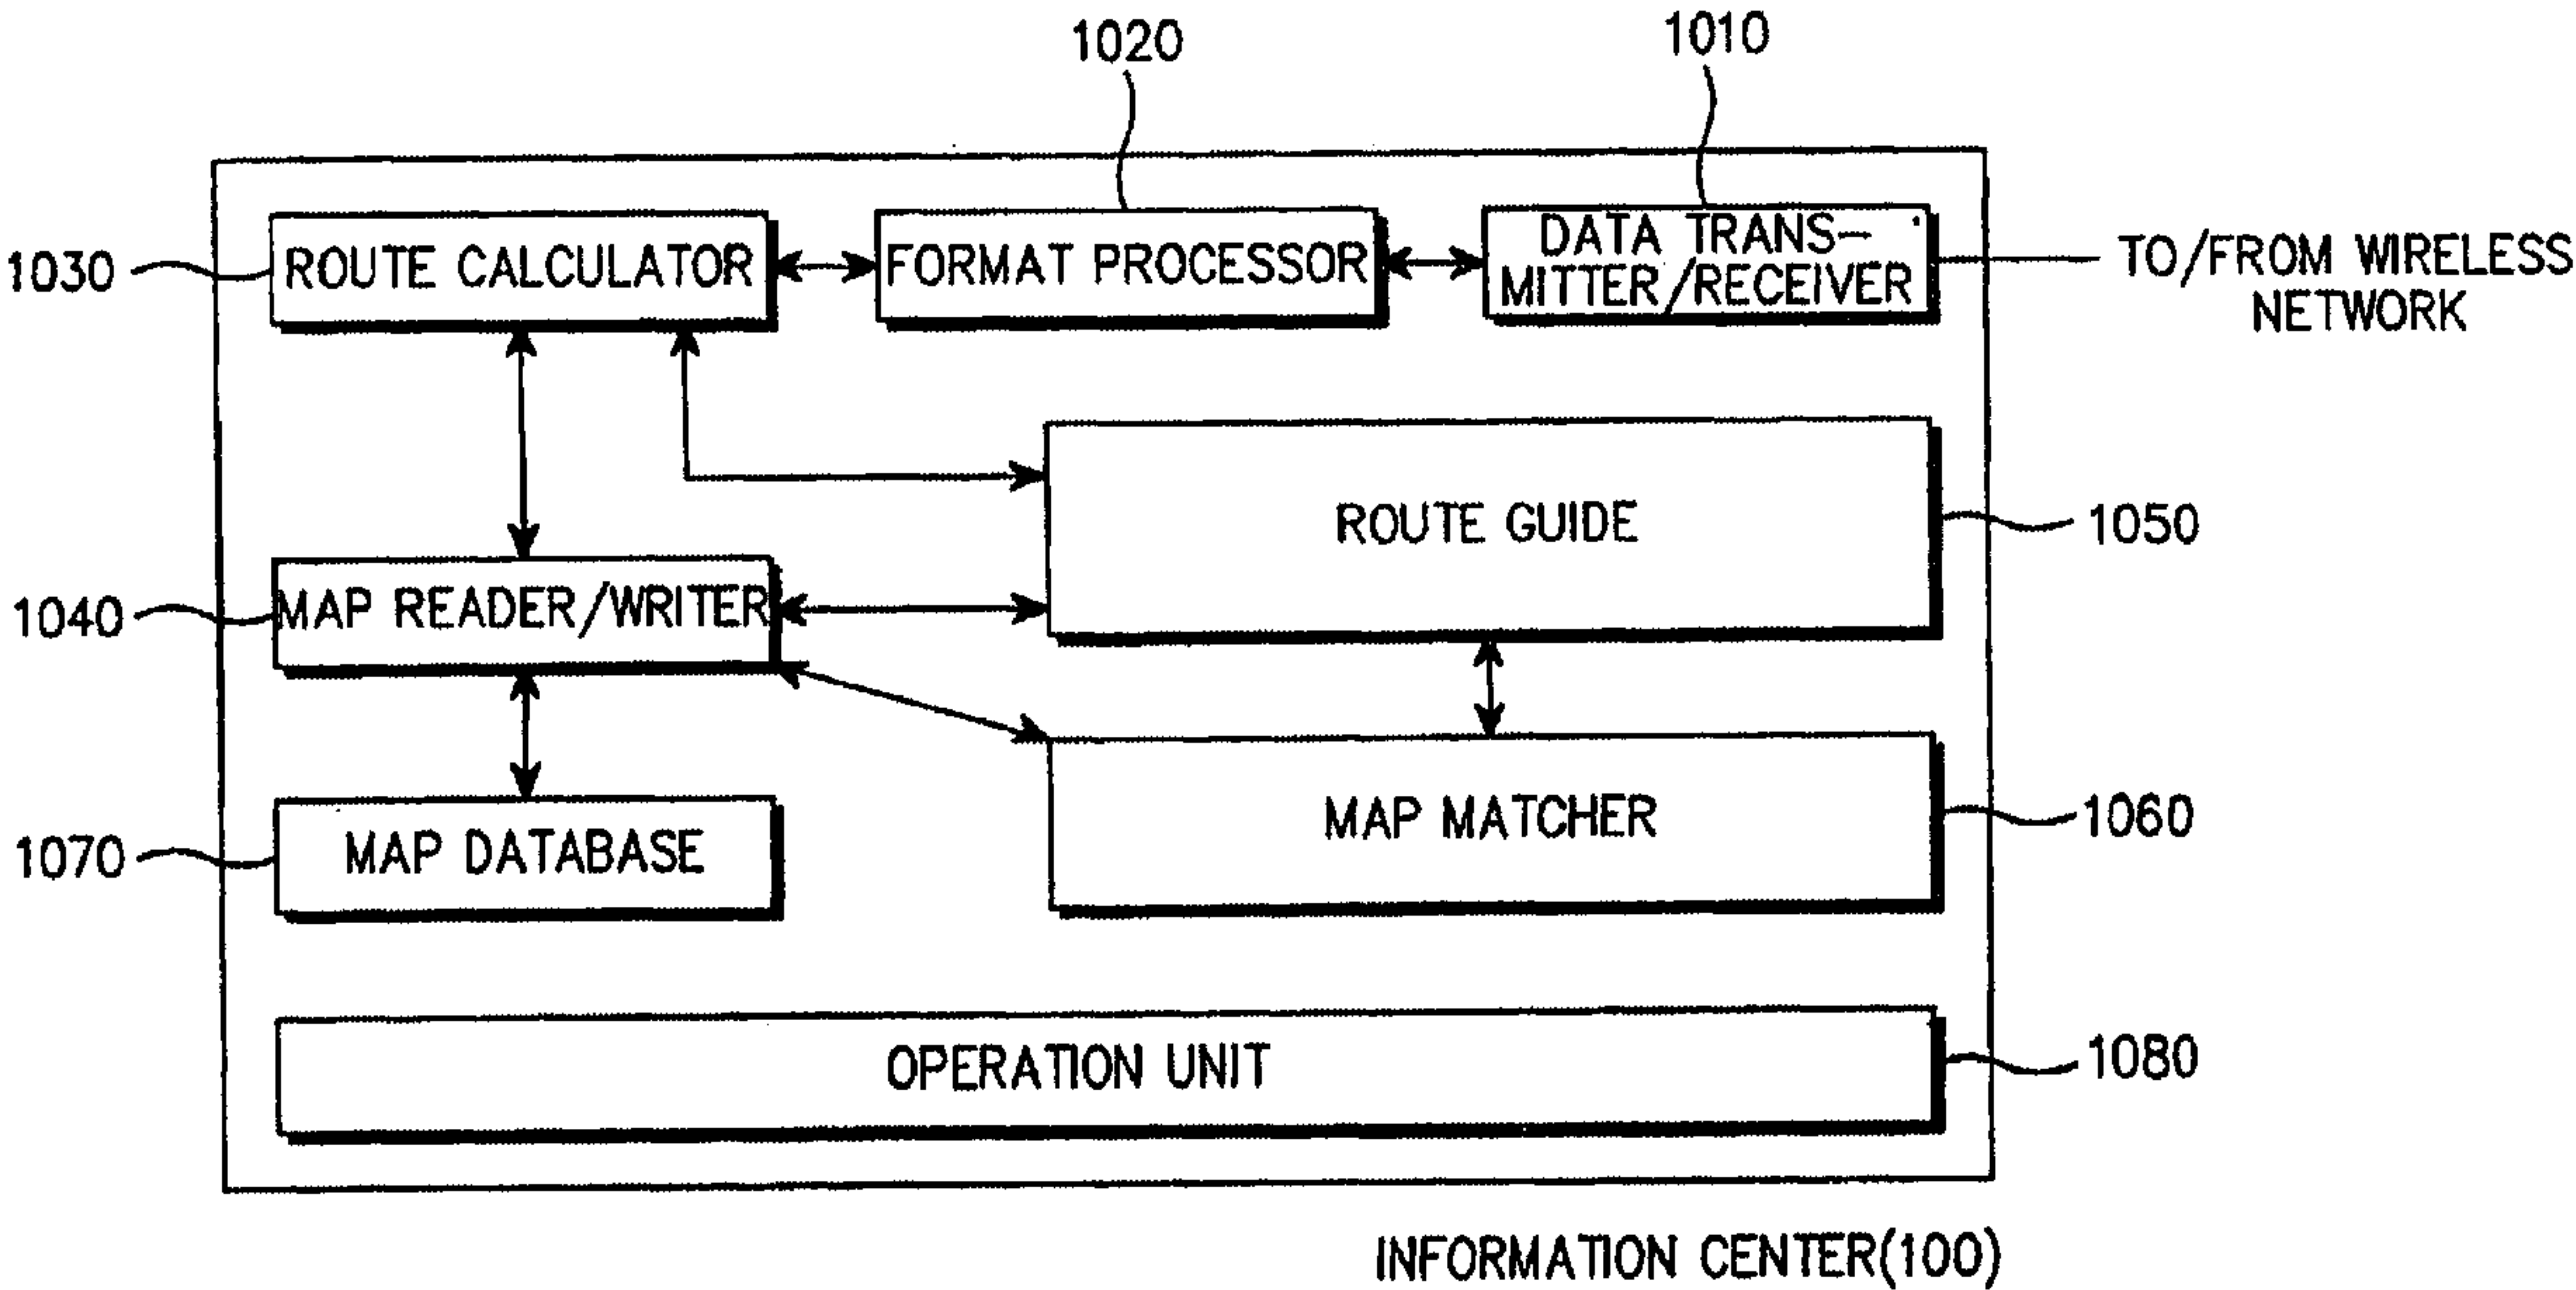 1020
1010
1030
ROUTE CALCULATOR
FORMAT PROCESSOR
DATA TRANS-
MITTER/RECEIVER
TO/FROM WIRELESS
NETWORK
ROUTE GUIDE
1050
1040
MAP READER/WRITER
MAP MATCHER
1060
1070
MAP DATABASE
OPERATION UNIT
1080
INFORMATION CENTER(100)